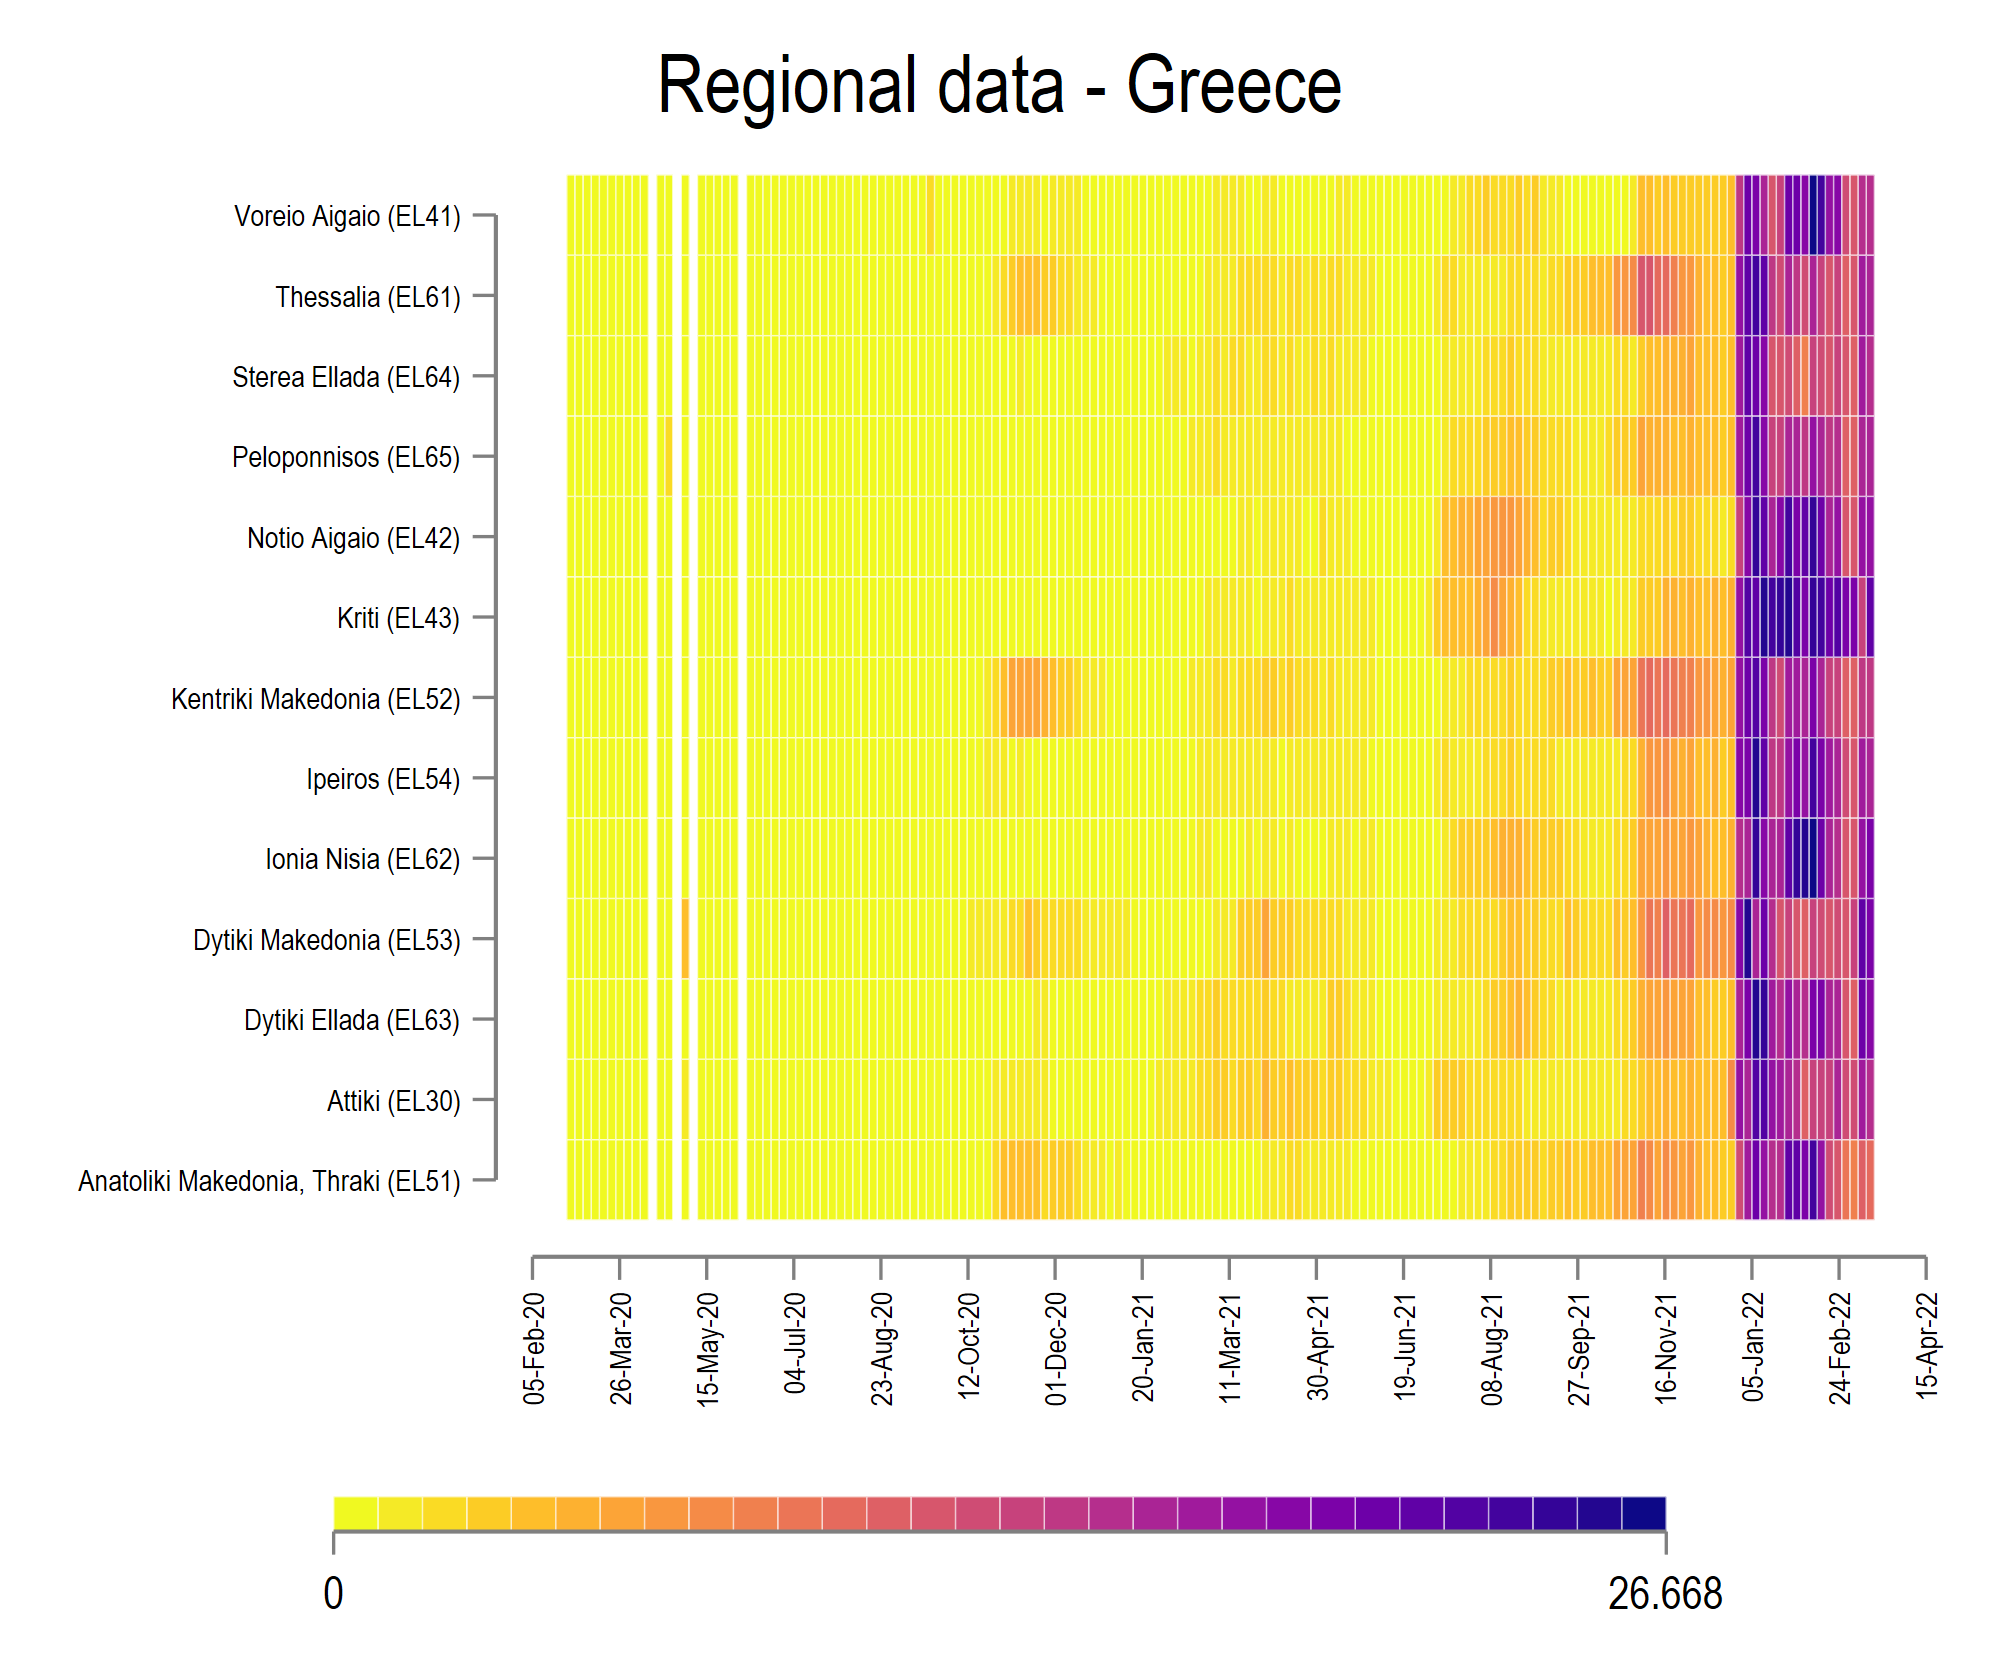 Regional data - Greece
Voreio Aigaio (EL41)
Thessalia (EL61)
Sterea Ellada (EL64)
Peloponnisos (EL65)
Notio Aigaio (EL42)
Kriti (EL43)
Kentriki Makedonia (EL52)
Ipeiros (EL54)
Ionia Nisia (EL62)
Dytiki Makedonia (EL53)
Dytiki Ellada (EL63)
Attiki (EL30)
Anatoliki Makedonia, Thraki (EL51)
05-Feb-20
26-Mar-20
15-May-20
04-Jul-20
23-Aug-20
12-Oct-20
01-Dec-20
20-Jan-21
11-Mar-21
30-Apr-21
19-Jun-21
08-Aug-21
27-Sep-21
16-Nov-21
05-Jan-22
24-Feb-22
15-Apr-22
0
26.668